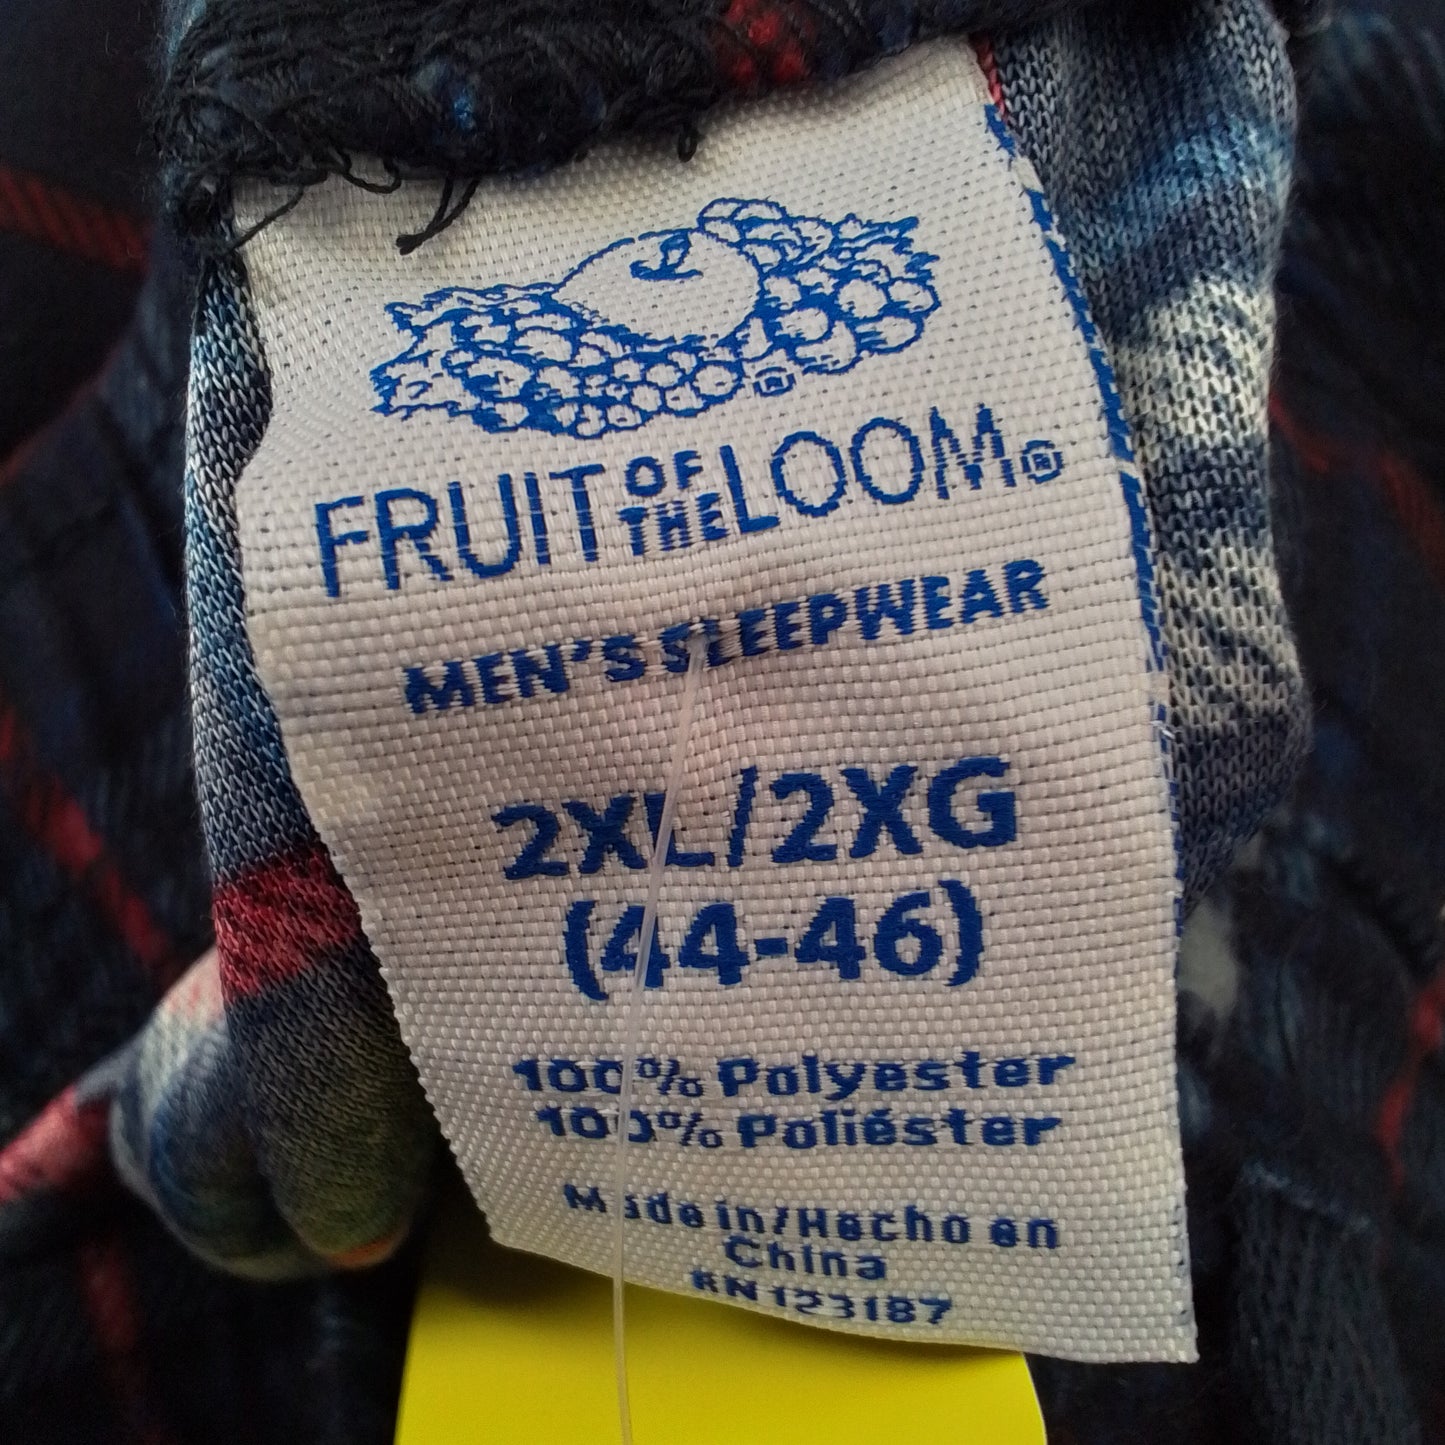 FRUIT OF THE LOOM®
MEN'S SLEEPWEAR
2XL/2XG
(44-46)
100% Polyester
100% Poliéster
Made in/Hecho en
China
RN 123187